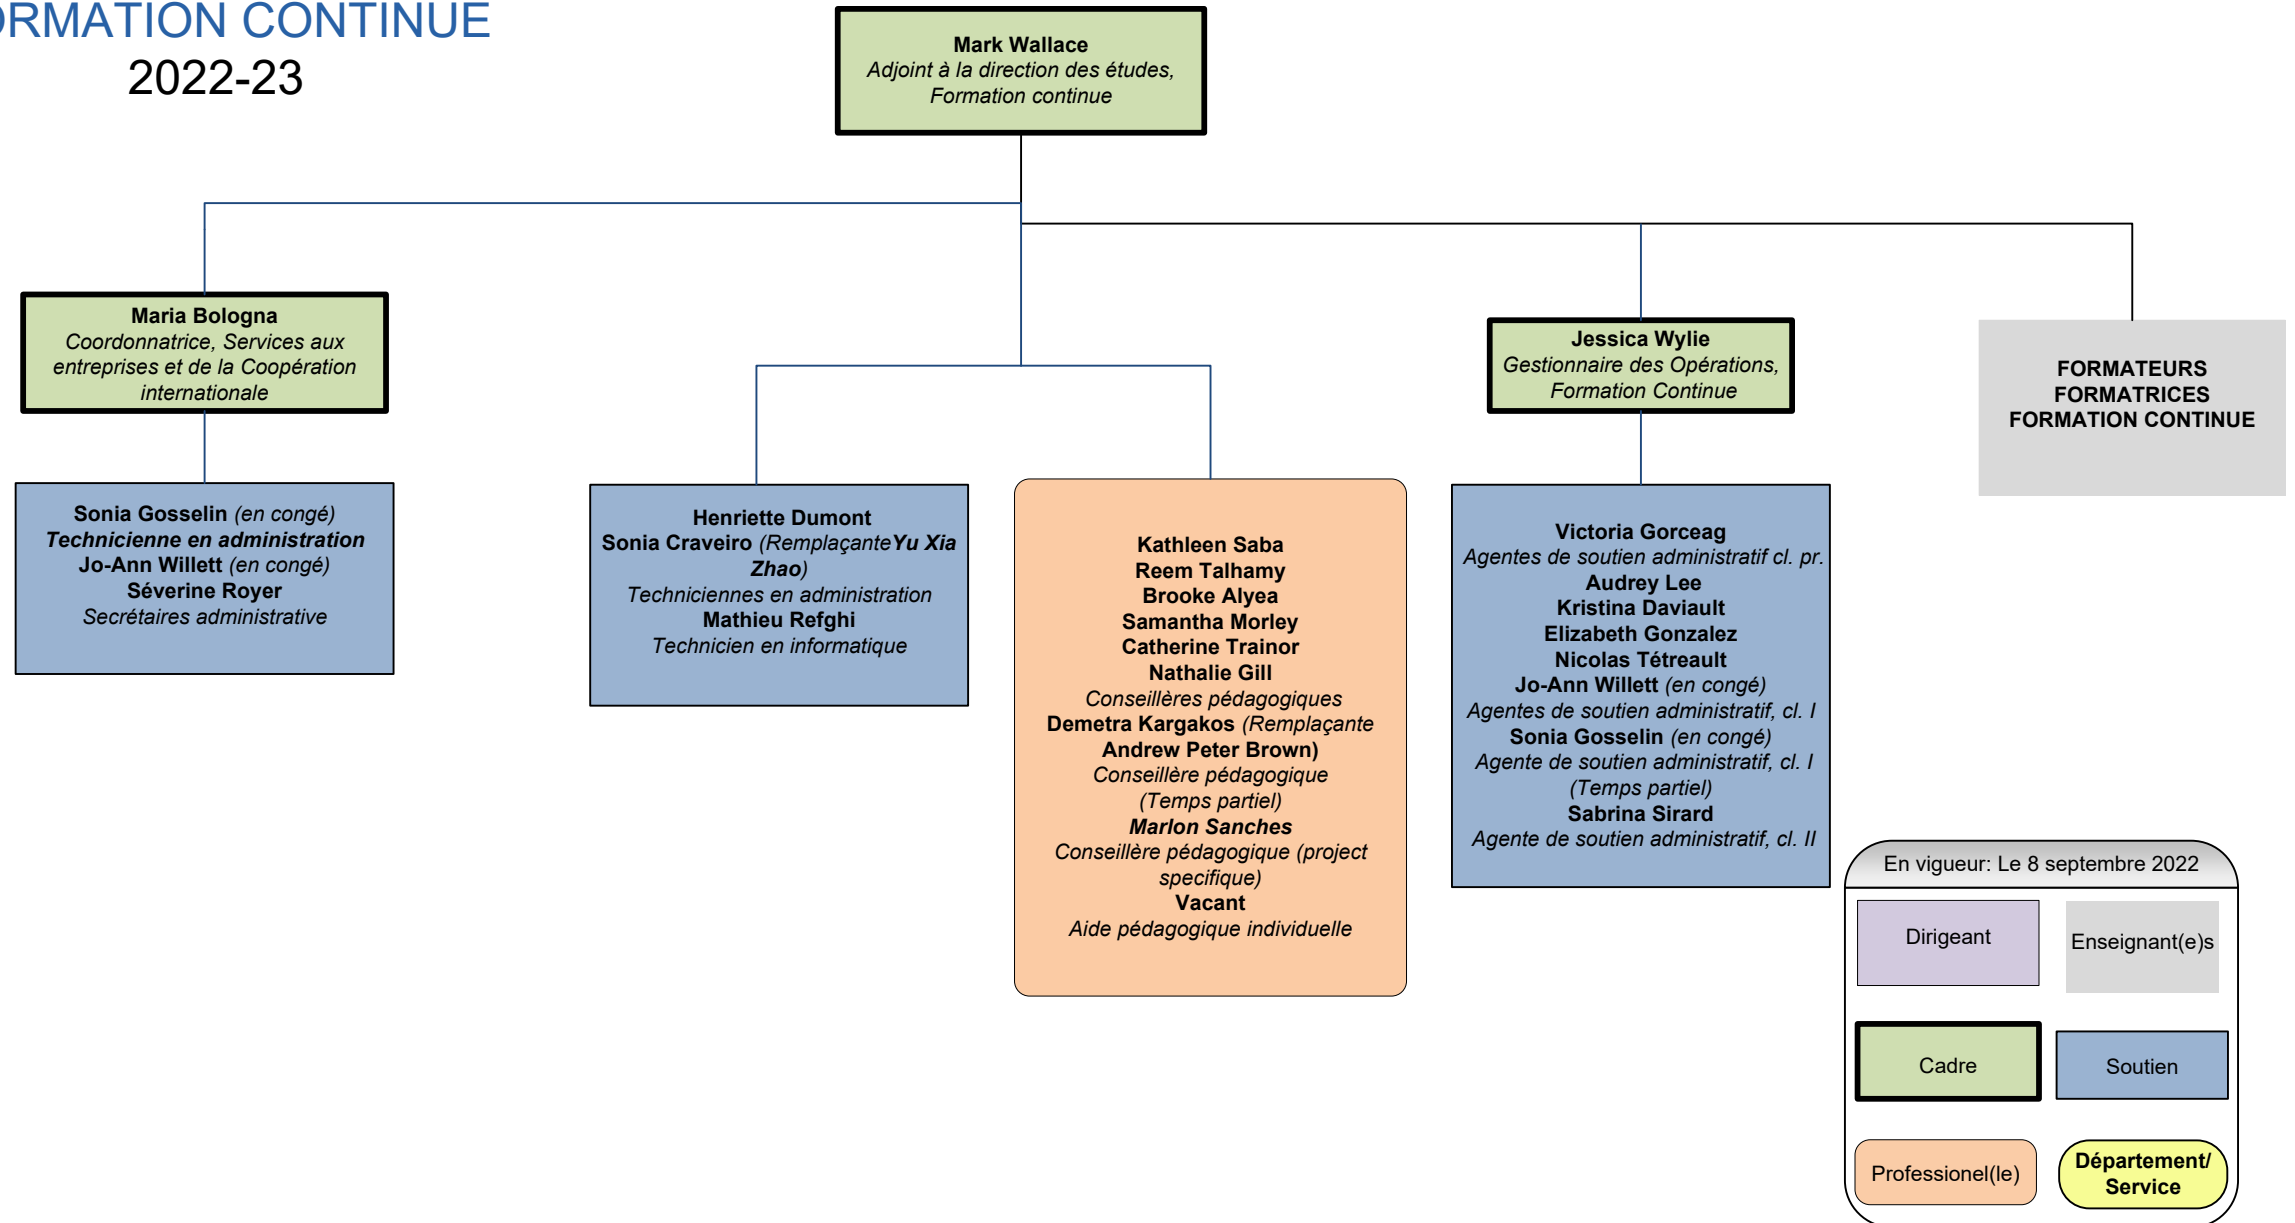 ORMATION CONTINUE
2022-23
Mark Wallace
Adjoint à la direction des études,
Formation continue
Maria Bologna
Coordonnatrice, Services aux
entreprises et de la Coopération
internationale
Jessica Wylie
Gestionnaire des Opérations,
Formation Continue
FORMATEURS
FORMATRICES
FORMATION CONTINUE
Sonia Gosselin (en congé)
Technicienne en administration
Jo-Ann Willett (en congé)
Séverine Royer
Secrétaires administrative
Henriette Dumont
Sonia Craveiro (RemplaçanteYu Xia
Zhao)
Techniciennes en administration
Mathieu Refghi
Technicien en informatique
Kathleen Saba
Reem Talhamy
Brooke Alyea
Samantha Morley
Catherine Trainor
Nathalie Gill
Conseillères pédagogiques
Demetra Kargakos (Remplaçante
Andrew Peter Brown)
Conseillère pédagogique
(Temps partiel)
Marlon Sanches
Conseillère pédagogique (project
specifique)
Vacant
Aide pédagogique individuelle
Victoria Gorceag
Agentes de soutien administratif cl. pr.
Audrey Lee
Kristina Daviault
Elizabeth Gonzalez
Nicolas Tétreault
Jo-Ann Willett (en congé)
Agentes de soutien administratif, cl. I
Sonia Gosselin (en congé)
Agente de soutien administratif, cl. I
(Temps partiel)
Sabrina Sirard
Agente de soutien administratif, cl. II
En vigueur: Le 8 septembre 2022
Dirigeant
Enseignant(e)s
Cadre
Soutien
Professionel(le)
Département/
Service